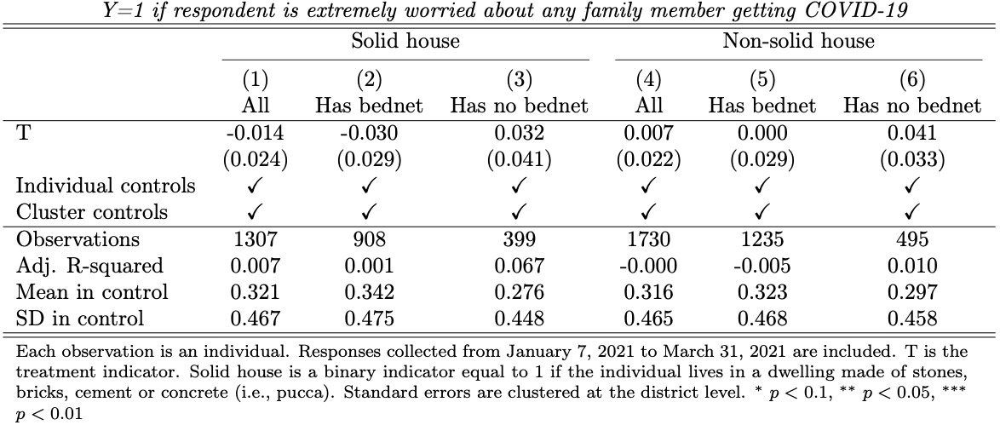 Y=1 if respondent is extremely worried about any family member getting COVID-19
Solid house Non-solid house
(1) (2) (3) (4) (5) (6)
All Has bednet Has no bednet All Has bednet Has no bednet
T -0.014 -0.030 0.032 0.007 0.000 0.041
(0.024) (0.029) (0.041) (0.022) (0.029) (0.033)
Individual controls ✓ ✓ ✓ ✓ ✓ ✓
Cluster controls ✓ ✓ ✓ ✓ ✓ ✓
Observations 1307 908 399 1730 1235 495
Adj. R-squared 0.007 0.001 0.067 -0.000 -0.005 0.010
Mean in control 0.321 0.342 0.276 0.316 0.323 0.297
SD in control 0.467 0.475 0.448 0.465 0.468 0.458
Each observation is an individual. Responses collected from January 7, 2021 to March 31, 2021 are included. T is the
treatment indicator. Solid house is a binary indicator equal to 1 if the individual lives in a dwelling made of stones,
bricks, cement or concrete (i.e., pucca). Standard errors are clustered at the district level. * p < 0.1, ** p < 0.05, ***
p < 0.01